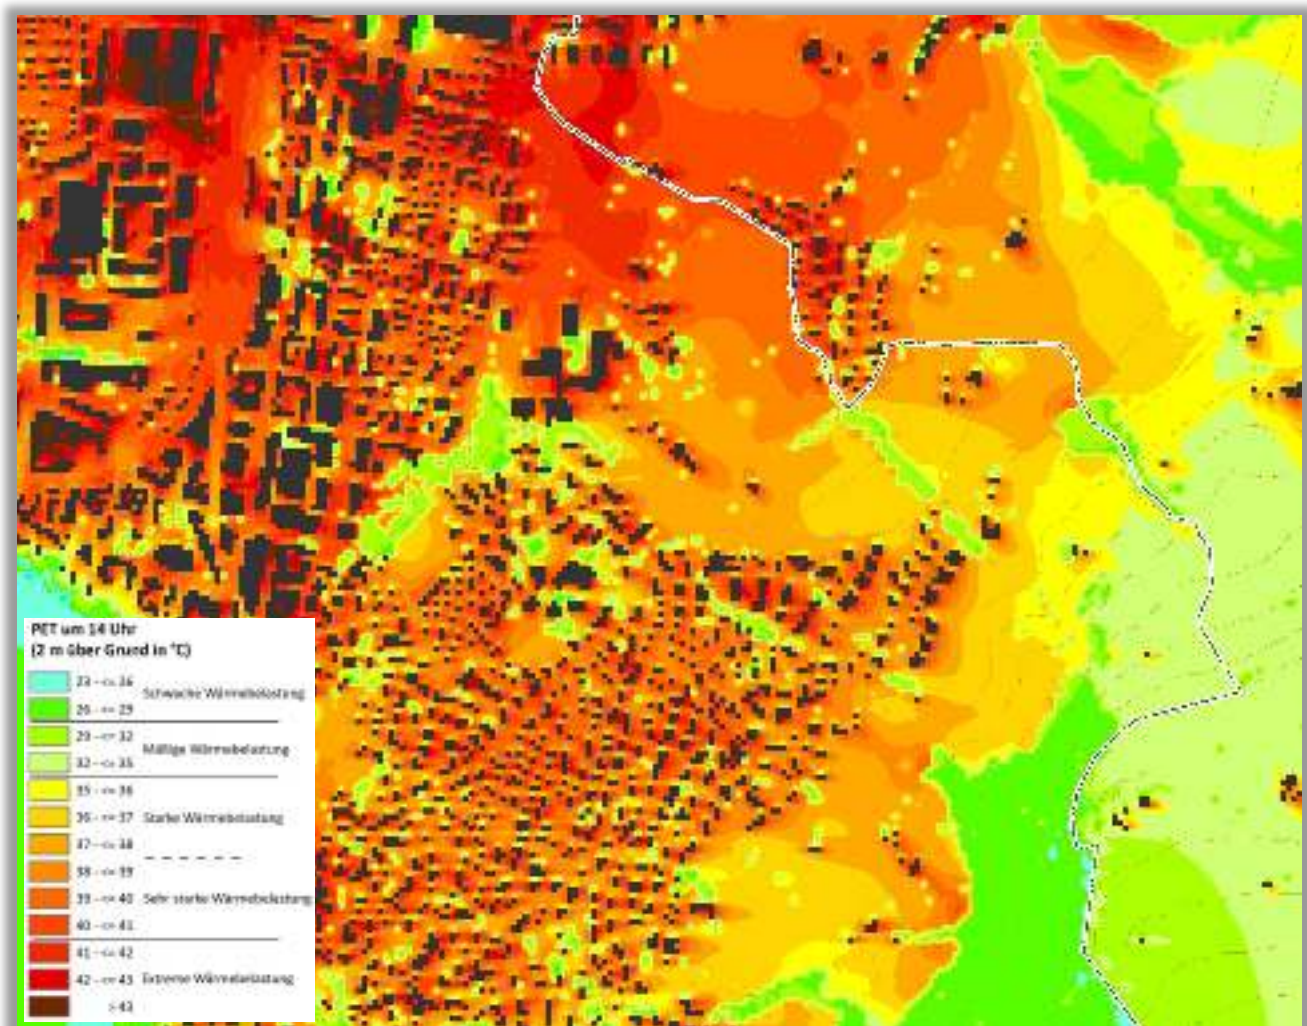 PET um 14 Uhr
(2 m über Grund in °C)
23 - <= 26
Schwache Wärmebelastung
26 - <= 29
29 - <= 32
Mäßige Wärmebelastung
32 - <= 35
35 - <= 36
36 - <= 37 Starke Wärmebelastung
37 - <= 38
38 - <= 39
39 - <= 40 Sehr starke Wärmebelastung
40 - <= 41
41 - <= 42
42 - <= 43 Extreme Wärmebelastung
> 43